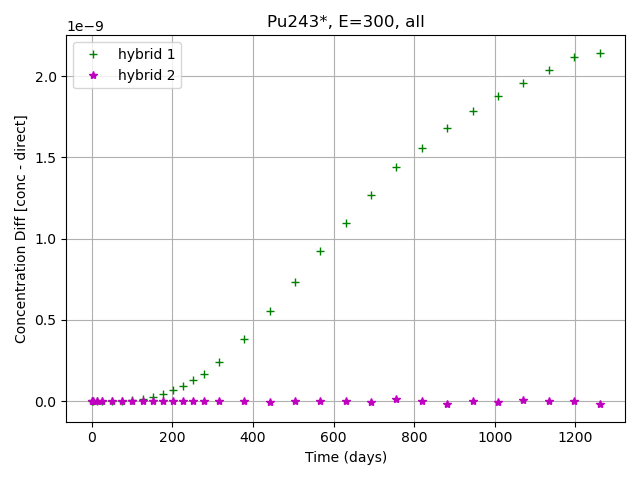 Pu243*, E=300, all
1e−9
hybrid 1
hybrid 2
2.0
1.5
1.0
0.5
0.0
Concentration Diff [conc - direct]
0 200 400 600 800 1000 1200
Time (days)